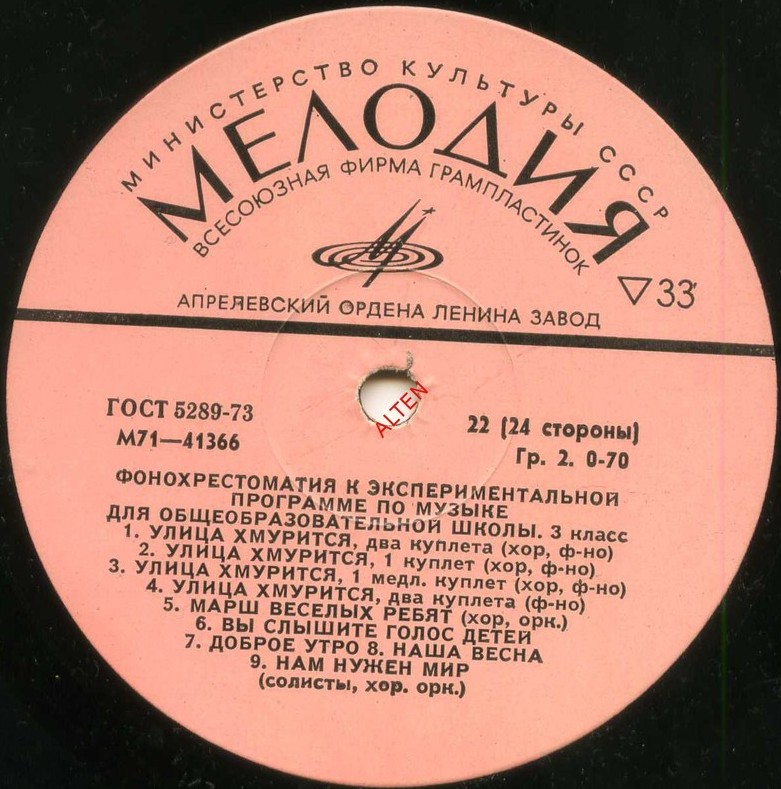 МИНИСТЕРСТВО КУЛЬТУРЫ СССР
МЕЛОДИЯ
ВСЕСОЮЗНАЯ ФИРМА ГРАМПЛАСТИНОК
▽33
АПРЕЛЕВСКИЙ ОРДЕНА ЛЕНИНА ЗАВОД
ALTEN
ГОСТ 5289-73
М71—41366
22 (24 стороны)
Гр. 2. 0-70
ФОНОХРЕСТОМАТИЯ К ЭКСПЕРИМЕНТАЛЬНОЙ
ПРОГРАММЕ ПО МУЗЫКЕ
ДЛЯ ОБЩЕОБРАЗОВАТЕЛЬНОЙ ШКОЛЫ. 3 класс
1. УЛИЦА ХМУРИТСЯ, два куплета (хор, ф-но)
2. УЛИЦА ХМУРИТСЯ, 1 куплет (хор, ф-но)
3. УЛИЦА ХМУРИТСЯ, 1 медл. куплет (хор, ф-но)
4. УЛИЦА ХМУРИТСЯ, два куплета (ф-но)
5. МАРШ ВЕСЕЛЫХ РЕБЯТ (хор, орк.)
6. ВЫ СЛЫШИТЕ ГОЛОС ДЕТЕЙ
7. ДОБРОЕ УТРО 8. НАША ВЕСНА
9. НАМ НУЖЕН МИР
(солисты, хор. орк.)